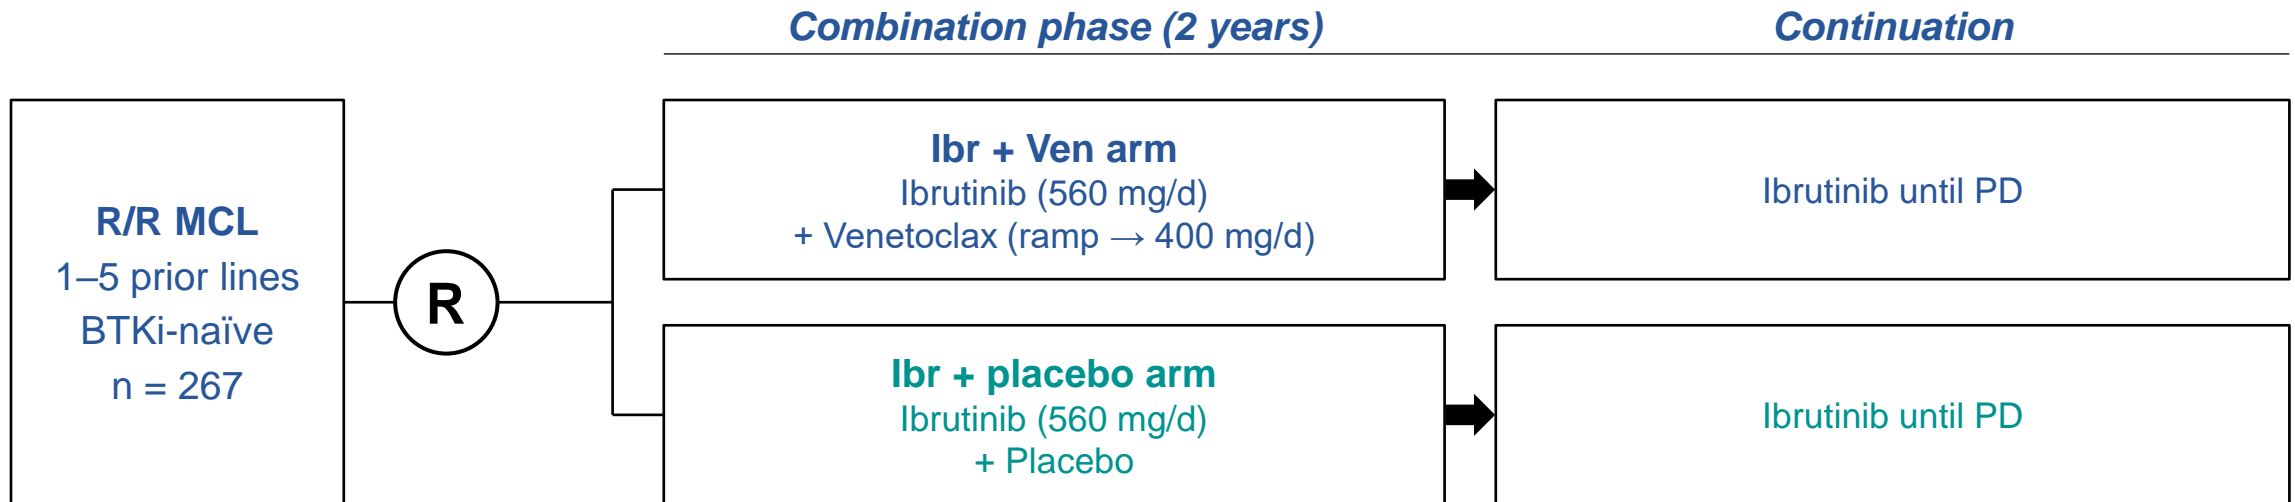 Combination phase (2 years)
Continuation
R/R MCL
1–5 prior lines
BTKi-naïve
n = 267
R
Ibr + Ven arm
Ibrutinib (560 mg/d)
+ Venetoclax (ramp → 400 mg/d)
Ibrutinib until PD
Ibr + placebo arm
Ibrutinib (560 mg/d)
+ Placebo
Ibrutinib until PD